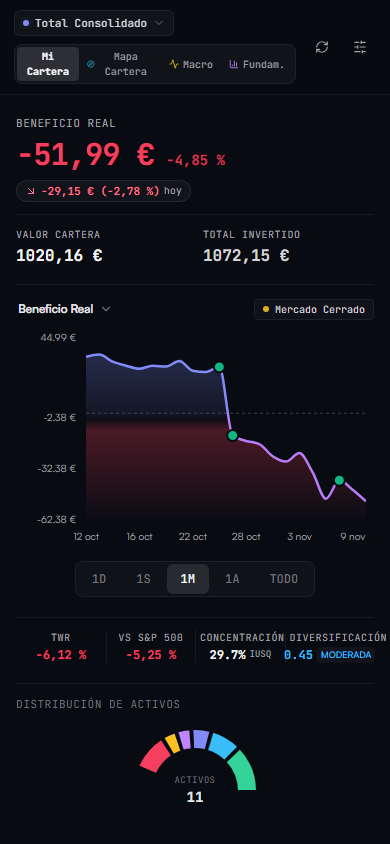 Total Consolidado
Mi Cartera
Mapa Cartera
Macro
Fundam.
BENEFICIO REAL
-51,99 € -4,85 %
-29,15 € (-2,78 %) hoy
VALOR CARTERA
1020,16 €
TOTAL INVERTIDO
1072,15 €
Beneficio Real
Mercado Cerrado
44.99 €
-2.38 €
-32.38 €
-62.38 €
12 oct 16 oct 22 oct 28 oct 3 nov 9 nov
1D 1S 1M 1A TODO
TWR
-6,12 %
VS S&P 500
-5,25 %
CONCENTRACIÓN
29.7% IUSQ
DIVERSIFICACIÓN
0.45 MODERADA
DISTRIBUCIÓN DE ACTIVOS
ACTIVOS
11